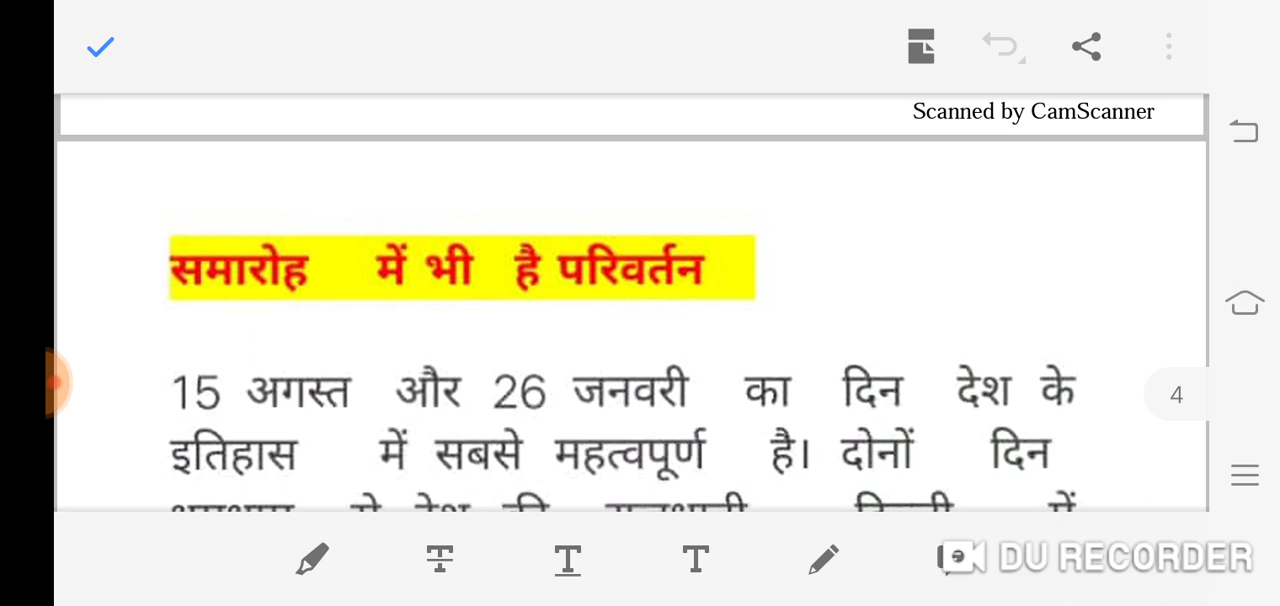 Scanned by CamScanner
समारोह में भी है परिवर्तन
15 अगस्त और 26 जनवरी का दिन देश के
4
इतिहास में सबसे महत्वपूर्ण है। दोनों दिन
T T T
DU RECORDER